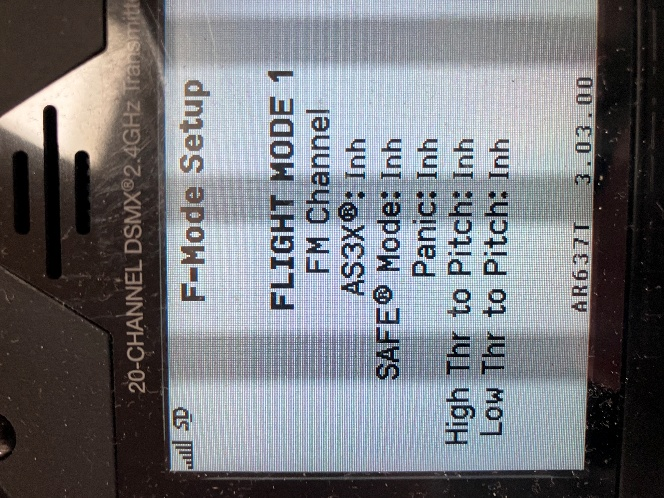 20-CHANNEL DSMX® 2.4GHz Transmitte
SD
F-Mode Setup
FLIGHT MODE 1
FM Channel
AS3X®: Inh
SAFE® Mode: Inh
Panic: Inh
High Thr to Pitch: Inh
Low Thr to Pitch: Inh
AR637T 3.03.00